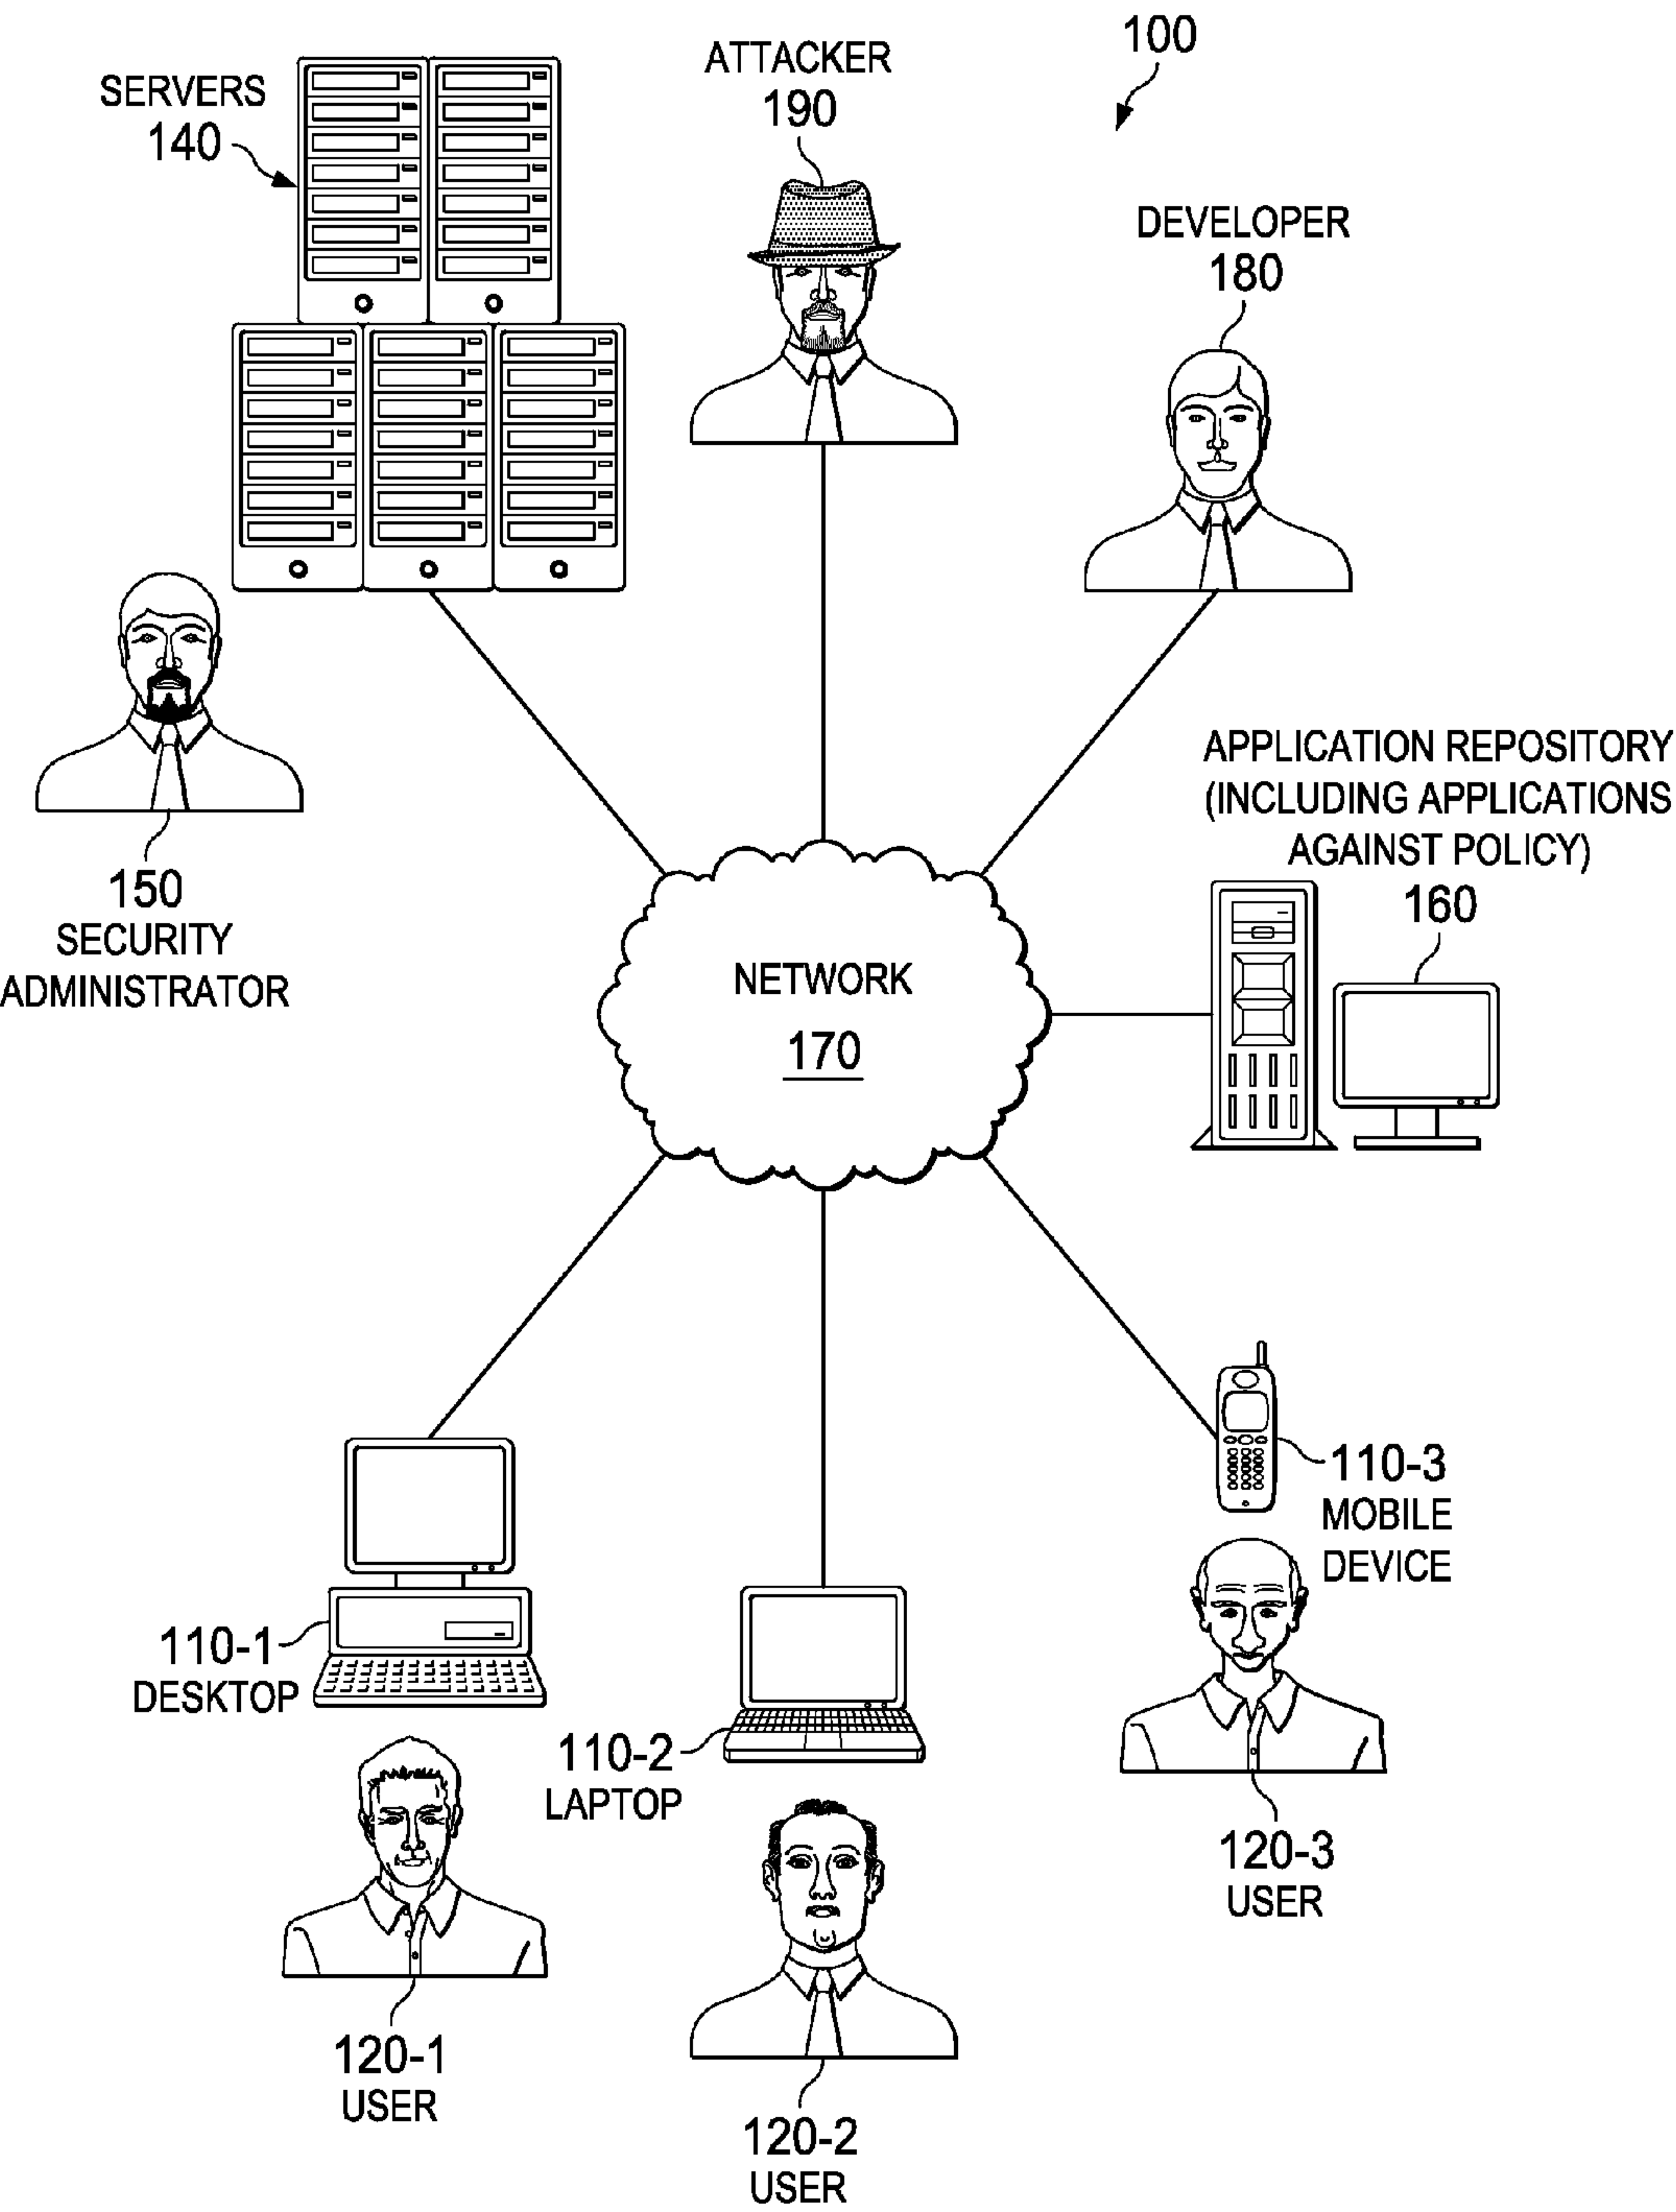 100
ATTACKER
190
SERVERS
140
DEVELOPER
180
APPLICATION REPOSITORY
(INCLUDING APPLICATIONS
AGAINST POLICY)
160
150
SECURITY
ADMINISTRATOR
NETWORK
170
110-3
MOBILE
DEVICE
110-1
DESKTOP
110-2
LAPTOP
120-3
USER
120-1
USER
120-2
USER